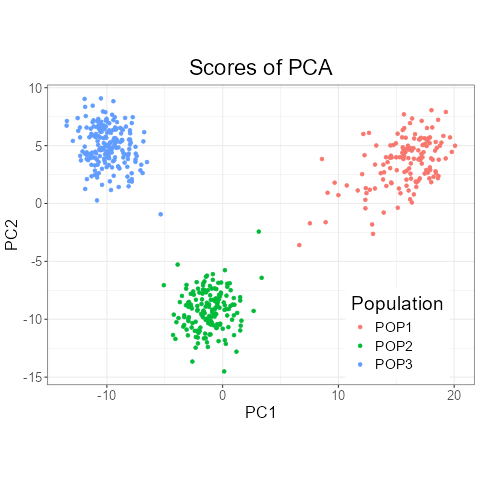 Scores of PCA
10
5
0
-5
-10
-15
PC2
-10
0
10
20
PC1
Population
POP1
POP2
POP3